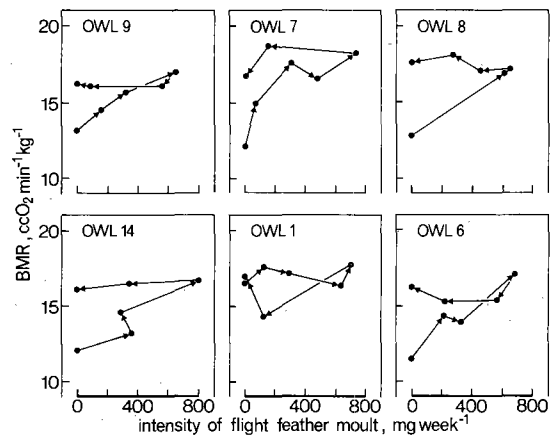 OWL 9
OWL 7
OWL 8
20
15
10
OWL 14
OWL 1
OWL 6
20
15
10
BMR, ccO₂ min⁻¹ kg⁻¹
0 400 800 0 400 800 0 400 800
intensity of flight feather moult, mg week⁻¹